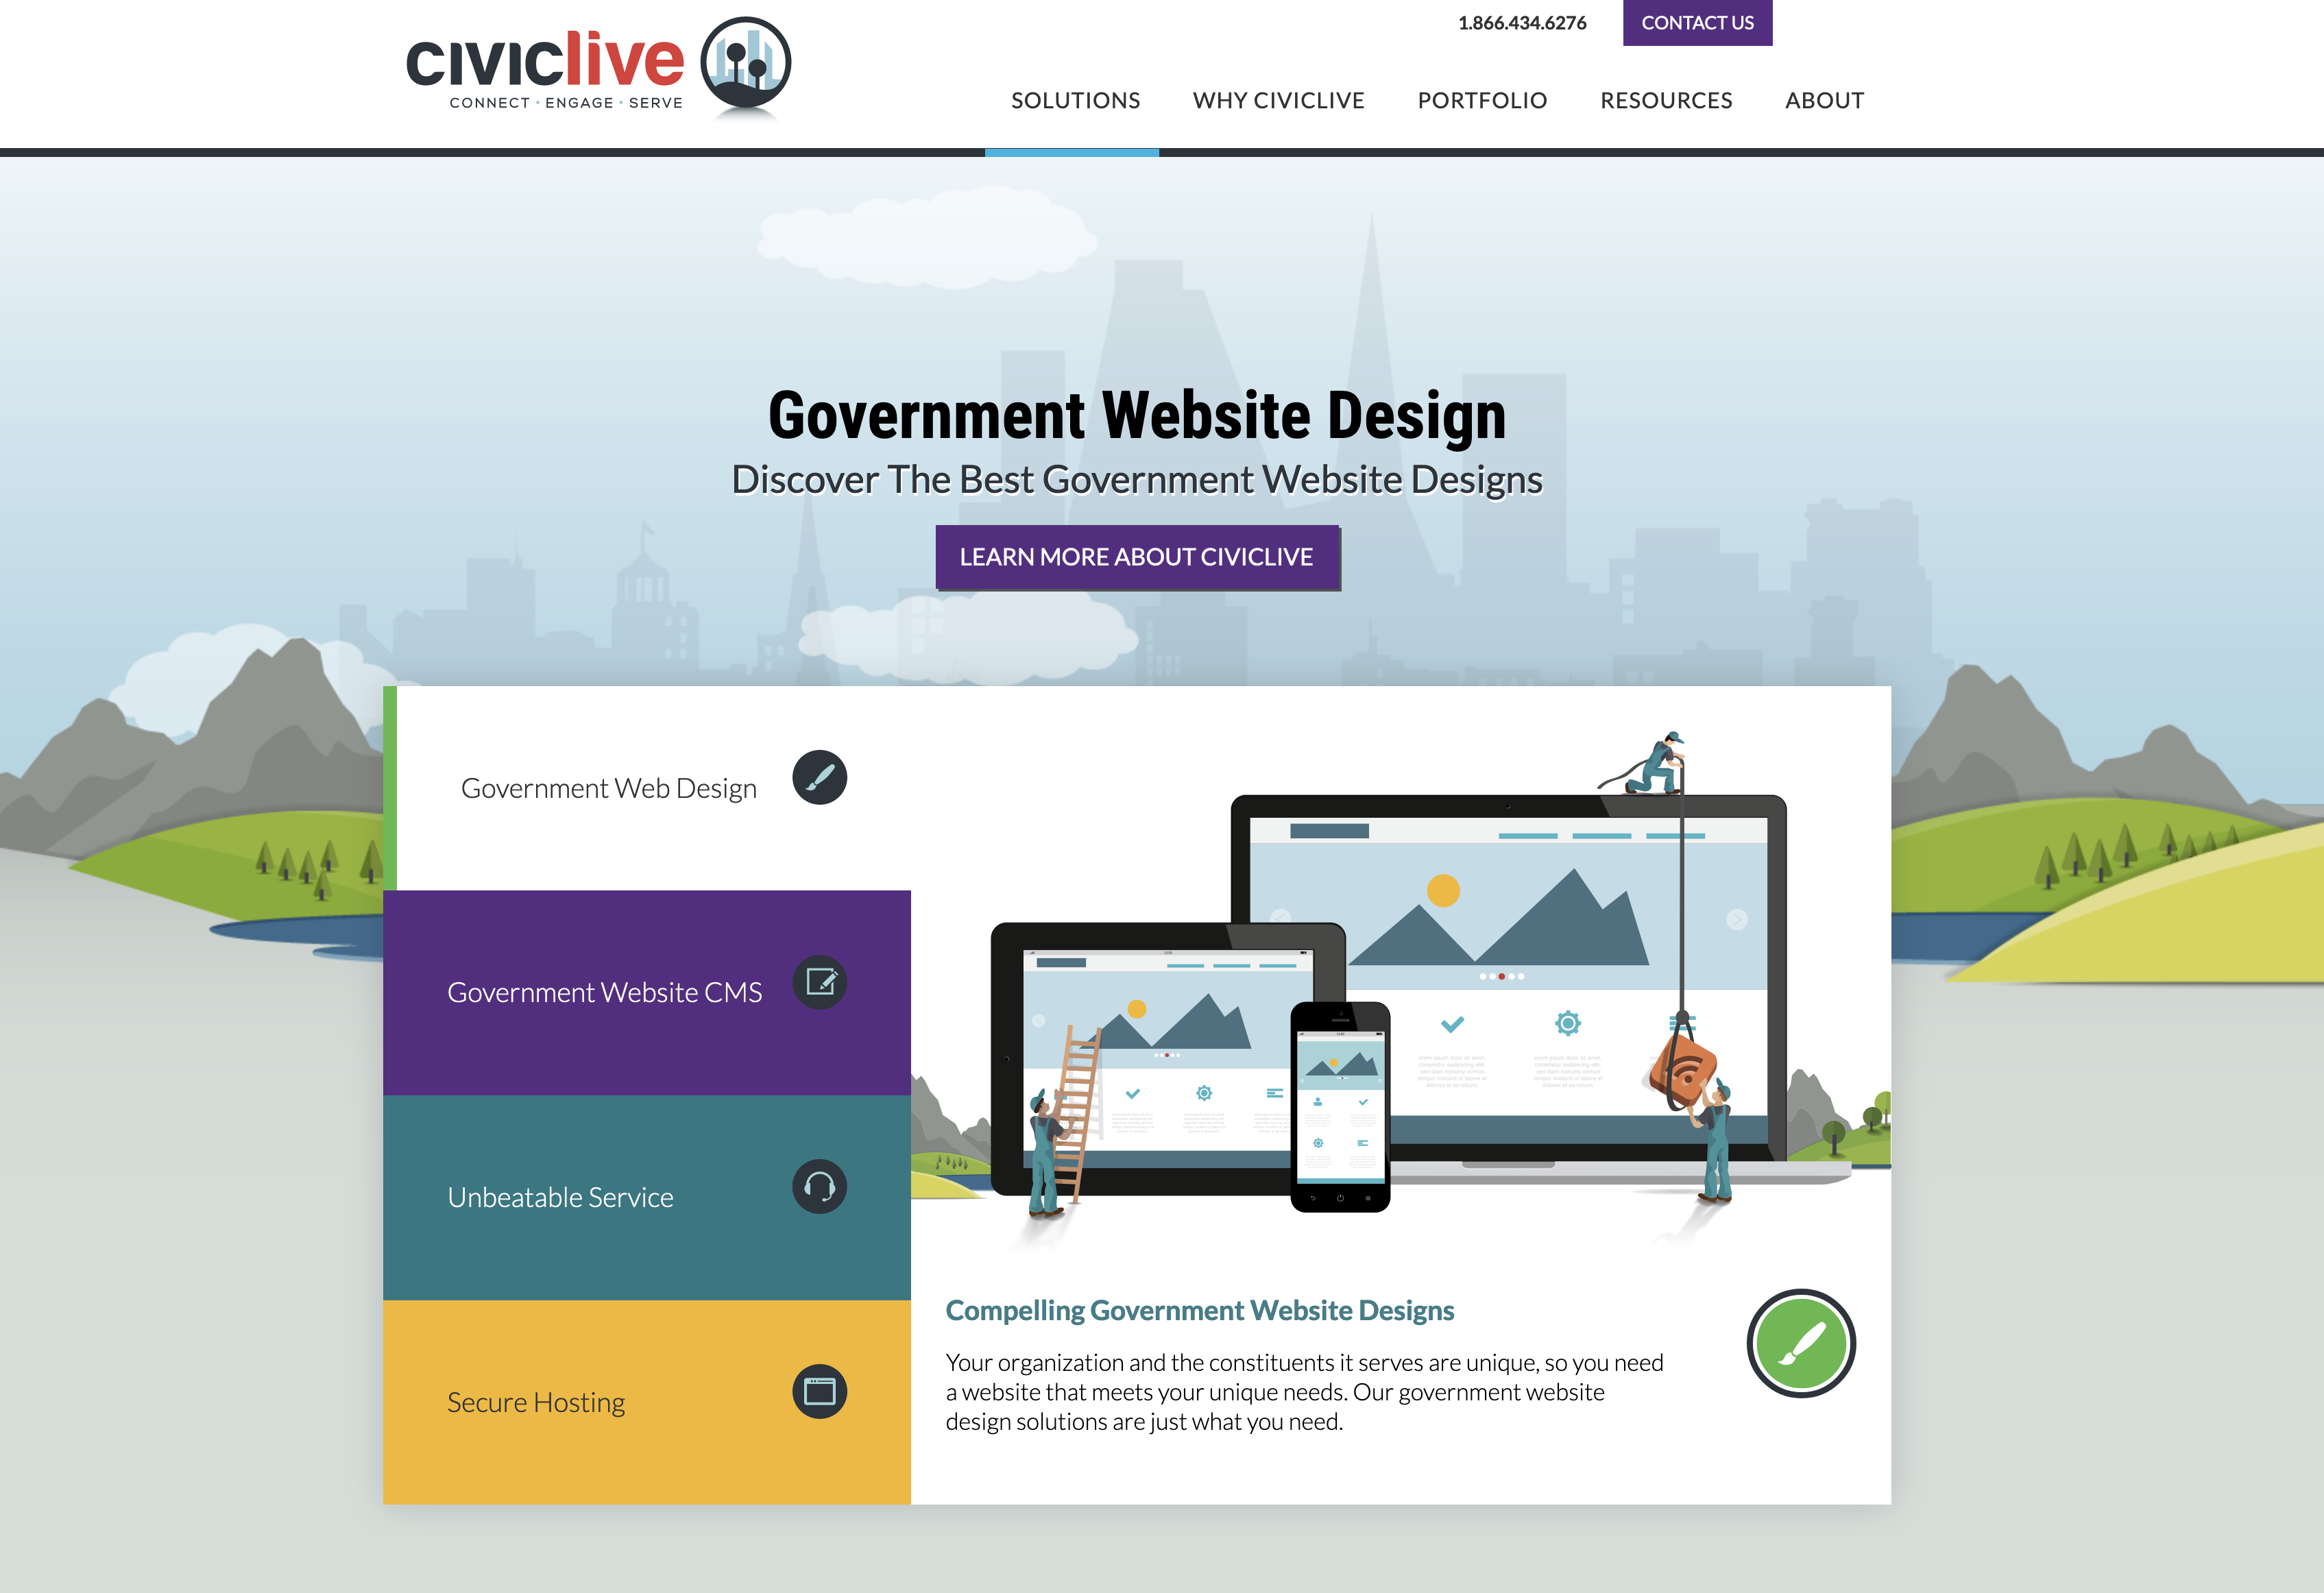 civiclive
CONNECT • ENGAGE • SERVE
1.866.434.6276
CONTACT US
SOLUTIONS
WHY CIVICLIVE
PORTFOLIO
RESOURCES
ABOUT
Government Website Design
Discover The Best Government Website Designs
LEARN MORE ABOUT CIVICLIVE
Government Web Design
Government Website CMS
Unbeatable Service
Secure Hosting
Compelling Government Website Designs
Your organization and the constituents it serves are unique, so you need
a website that meets your unique needs. Our government website
design solutions are just what you need.